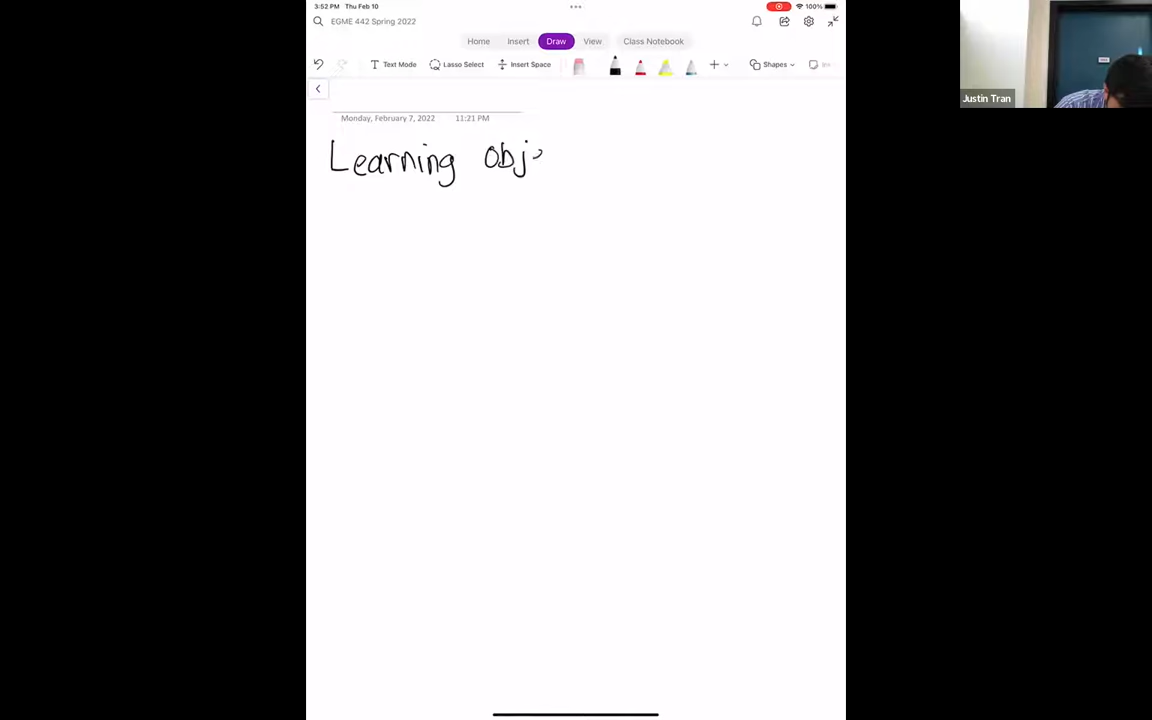 3:52 PM Thu Feb 10
100%
EGME 442 Spring 2022
Home Insert Draw View Class Notebook
Text Mode Lasso Select Insert Space Shapes
Monday, February 7, 2022 11:21 PM
Learning Obj
Justin Tran